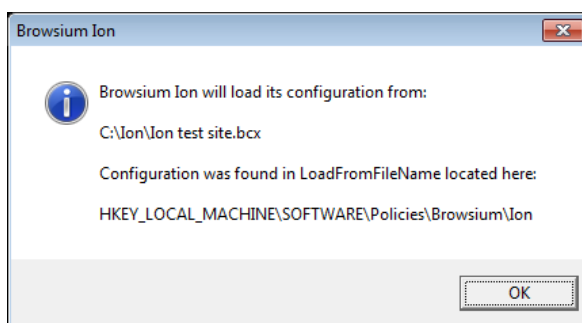 Browsium Ion
Browsium Ion will load its configuration from:
C:\Ion\Ion test site.bcx
Configuration was found in LoadFromFileName located here:
HKEY_LOCAL_MACHINE\SOFTWARE\Policies\Browsium\Ion
OK